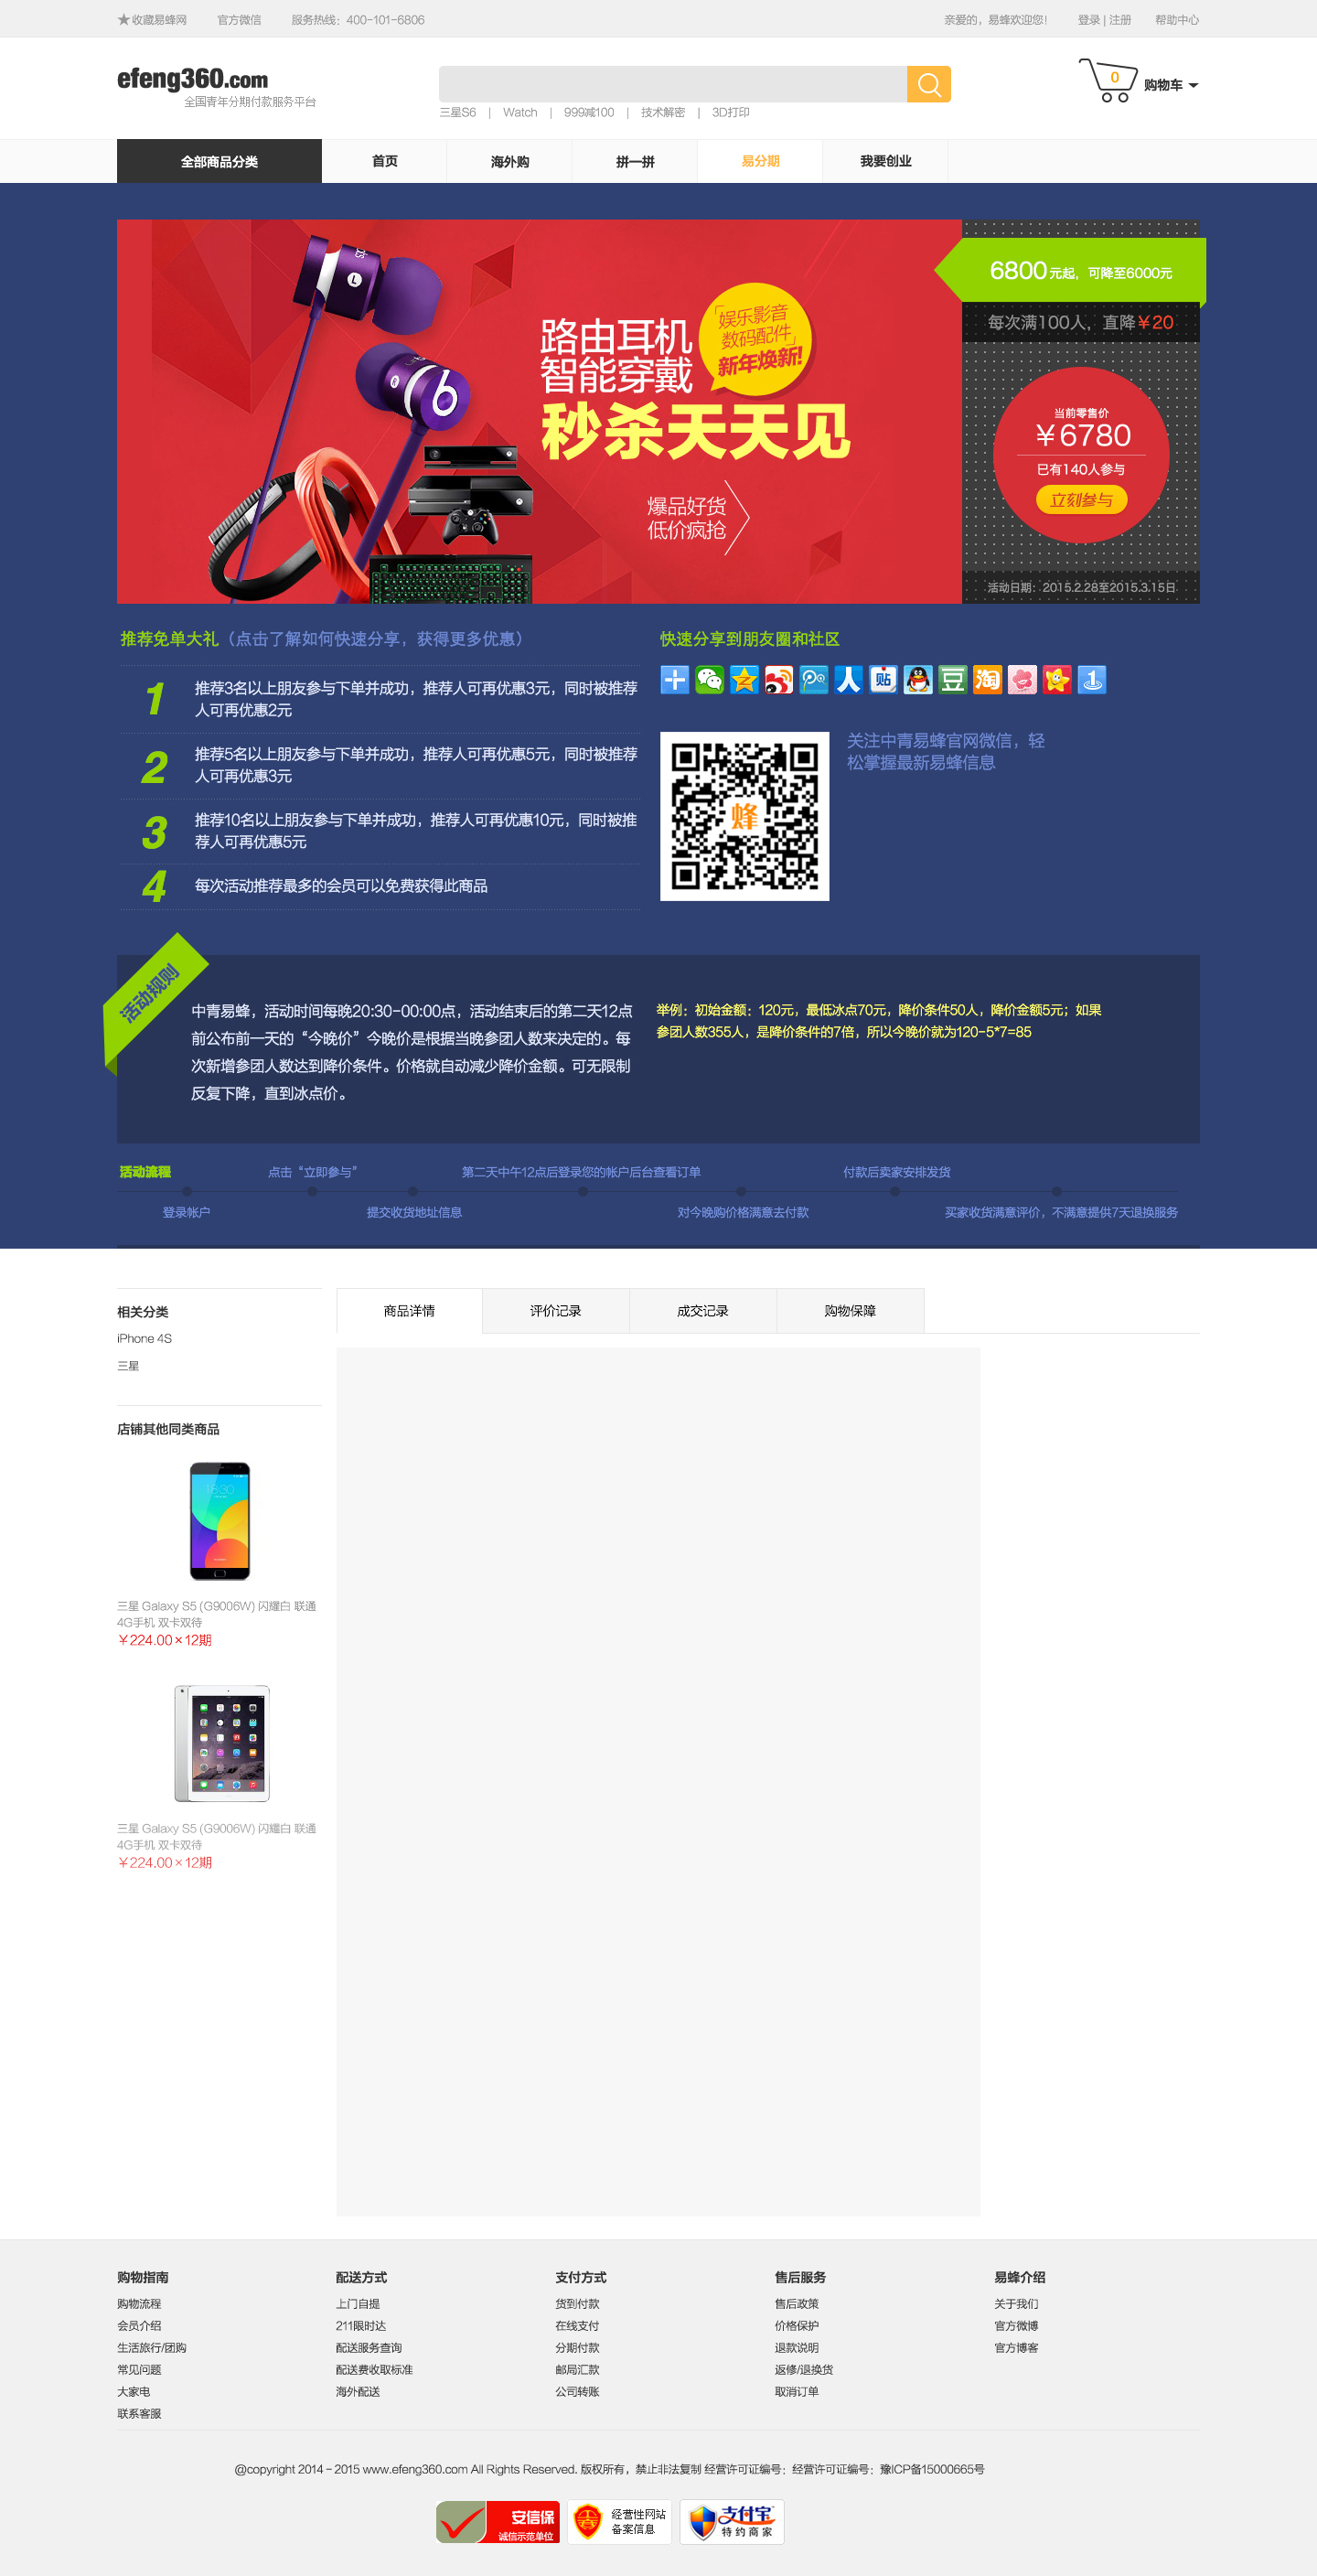 ★收藏易蜂网 官方微信 服务热线：400-101-6806 亲爱的，易蜂欢迎您！ 登录 | 注册 帮助中心
efeng360.com
全国青年分期付款服务平台
0 购物车
三星S6 | Watch | 999减100 | 技术解密 | 3D打印
全部商品分类 首页 海外购 拼一拼 易分期 我要创业
路由耳机
智能穿戴
「娱乐影音
数码配件」
新年焕新!
秒杀天天见
爆品好货
低价疯抢
6800元起，可降至6000元
每次满100人，直降￥20
当前零售价
￥6780
已有140人参与
立刻参与
活动日期：2015.2.28至2015.3.15日
推荐免单大礼（点击了解如何快速分享，获得更多优惠）
1 推荐3名以上朋友参与下单并成功，推荐人可再优惠3元，同时被推荐
人可再优惠2元
2 推荐5名以上朋友参与下单并成功，推荐人可再优惠5元，同时被推荐
人可再优惠3元
3 推荐10名以上朋友参与下单并成功，推荐人可再优惠10元，同时被推
荐人可再优惠5元
4 每次活动推荐最多的会员可以免费获得此商品
快速分享到朋友圈和社区
人 贴 豆 淘 1
蜂
关注中青易蜂官网微信，轻
松掌握最新易蜂信息
活动规则
中青易蜂，活动时间每晚20:30-00:00点，活动结束后的第二天12点
前公布前一天的“今晚价”今晚价是根据当晚参团人数来决定的。每
次新增参团人数达到降价条件。价格就自动减少降价金额。可无限制
反复下降，直到冰点价。
举例：初始金额：120元，最低冰点70元，降价条件50人，降价金额5元；如果
参团人数355人，是降价条件的7倍，所以今晚价就为120-5*7=85
活动流程 点击“立即参与” 第二天中午12点后登录您的帐户后台查看订单 付款后卖家安排发货
登录帐户 提交收货地址信息 对今晚购价格满意去付款 买家收货满意评价，不满意提供7天退换服务
相关分类
iPhone 4S
三星
商品详情 评价记录 成交记录 购物保障
店铺其他同类商品
18:30
三星 Galaxy S5 (G9006W) 闪耀白 联通
4G手机 双卡双待
￥224.00×12期
三星 Galaxy S5 (G9006W) 闪耀白 联通
4G手机 双卡双待
￥224.00×12期
购物指南 配送方式 支付方式 售后服务 易蜂介绍
购物流程 上门自提 货到付款 售后政策 关于我们
会员介绍 211限时达 在线支付 价格保护 官方微博
生活旅行/团购 配送服务查询 分期付款 退款说明 官方博客
常见问题 配送费收取标准 邮局汇款 返修/退换货
大家电 海外配送 公司转账 取消订单
联系客服
@copyright 2014-2015 www.efeng360.com All Rights Reserved. 版权所有，禁止非法复制 经营许可证编号：经营许可证编号：豫ICP备15000665号
安信保
诚信示范单位
经营性网站
备案信息
支付宝
特约商家